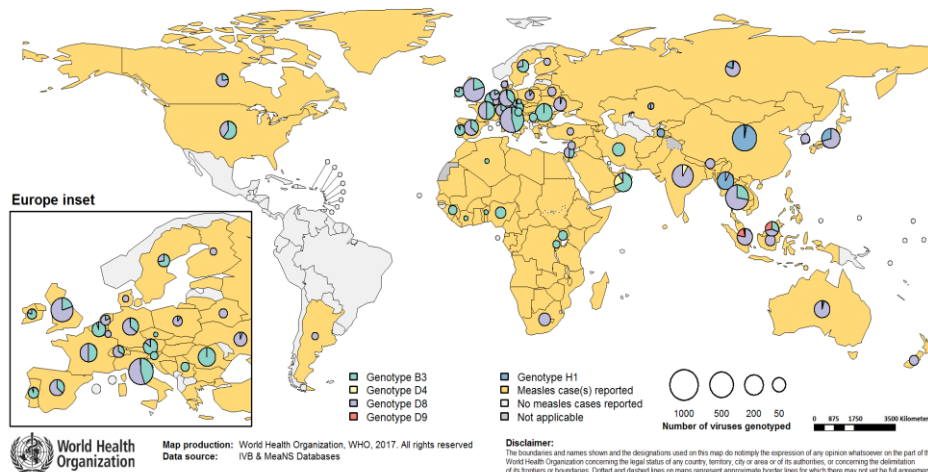 Europe inset
Genotype B3
Genotype D4
Genotype D8
Genotype D9
Genotype H1
Measles case(s) reported
No measles cases reported
Not applicable
1000 500 200 50
Number of viruses genotyped
0 875 1750 3500 Kilometer
World Health
Organization
Map production: World Health Organization, WHO, 2017. All rights reserved
Data source: IVB & MeaNS Databases
Disclaimer:
The boundaries and names shown and the designations used on this map do notimply the expression of any opinion whatsoever on the part of th
World Health Organization concerning the legal status of any country, territory, city or area or of its authorities, or concerning the delimitation
of its frontiers or boundaries. Dotted and dashed lines on maps represent approximate border lines for which there may not yet be full agreemen